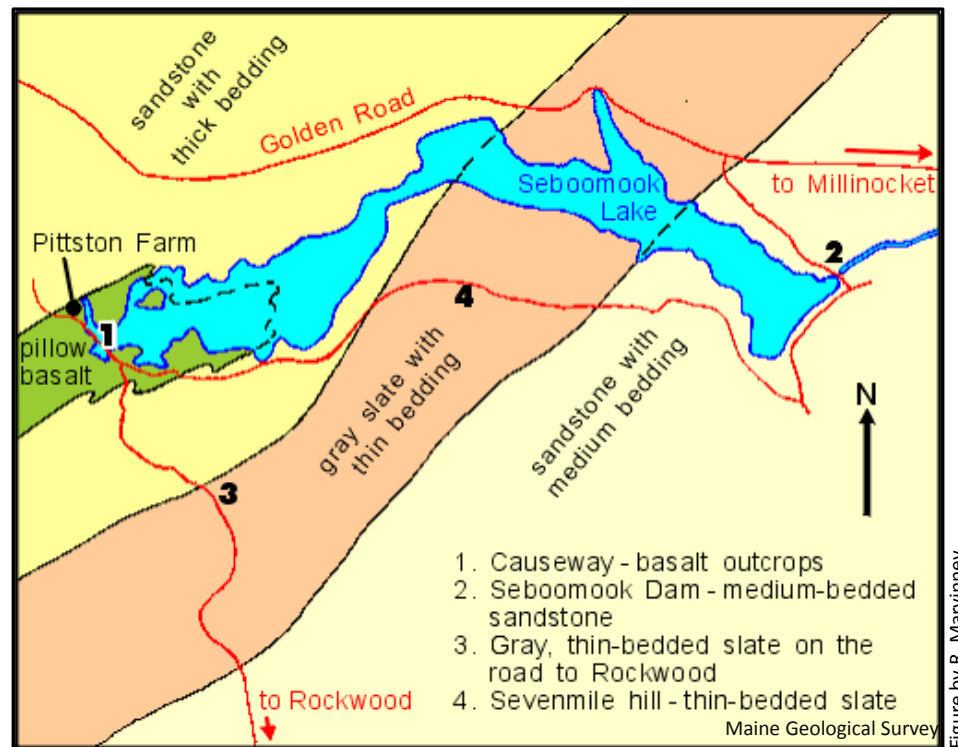 sandstone
with
thick bedding
Golden Road
Seboomook
Lake
to Millinocket
Pittston Farm
2
1
4
pillow
basalt
gray slate with
thin bedding
sandstone with
medium bedding
N
3
1. Causeway - basalt outcrops
2. Seboomook Dam - medium-bedded
sandstone
3. Gray, thin-bedded slate on the
road to Rockwood
4. Sevenmile hill - thin-bedded slate
to Rockwood
Maine Geological Survey
Figure by R. Marvinney